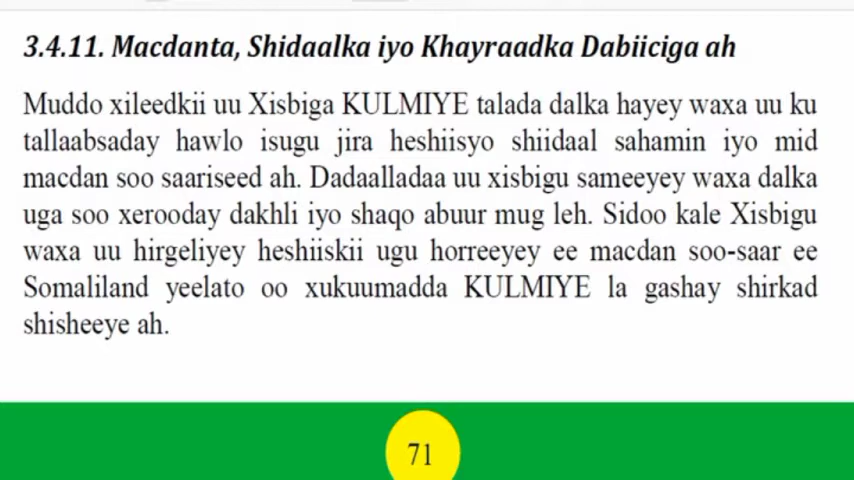 3.4.11. Macdanta, Shidaalka iyo Khayraadka Dabiiciga ah
Muddo xileedkii uu Xisbiga KULMIYE talada dalka hayey waxa uu ku
tallaabsaday hawlo isugu jira heshiisyo shiidaal sahamin iyo mid
macdan soo saariseed ah. Dadaalladaa uu xisbigu sameeyey waxa dalka
uga soo xerooday dakhli iyo shaqo abuur mug leh. Sidoo kale Xisbigu
waxa uu hirgeliyey heshiiskii ugu horreeyey ee macdan soo-saar ee
Somaliland yeelato oo xukuumadda KULMIYE la gashay shirkad
shisheeye ah.
71